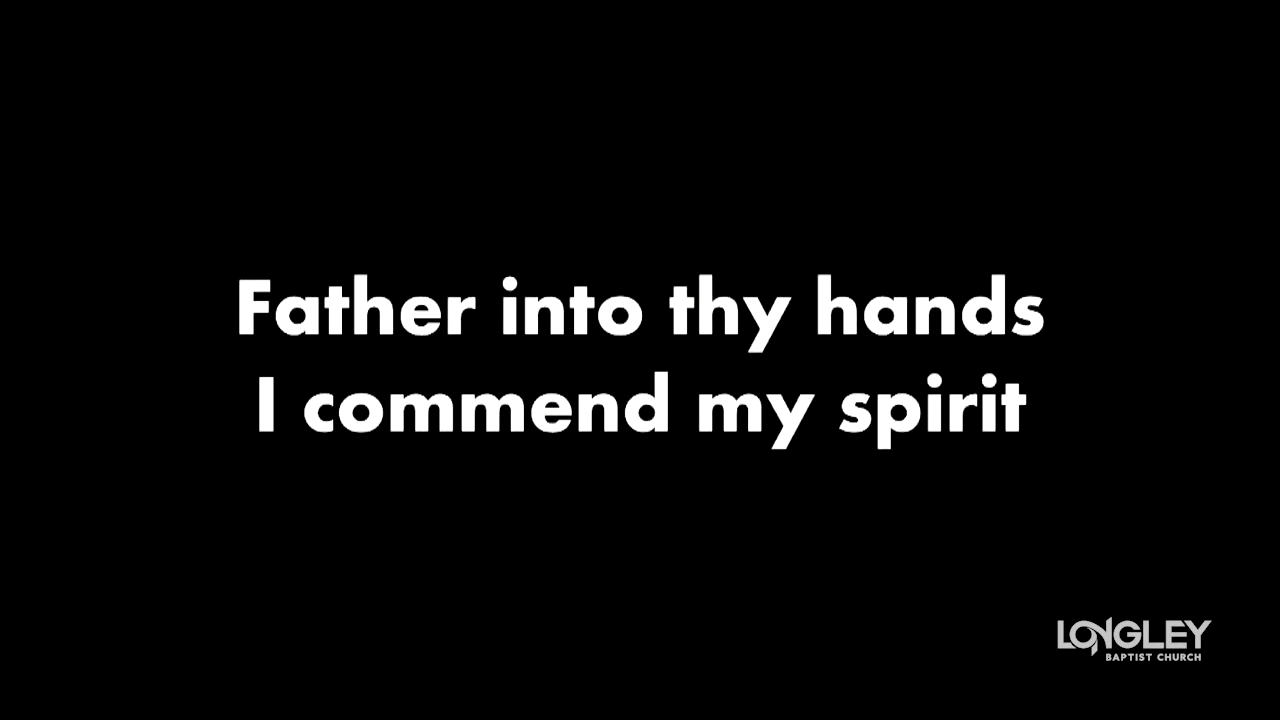 Father into thy hands
I commend my spirit
LONGLEY
BAPTIST CHURCH